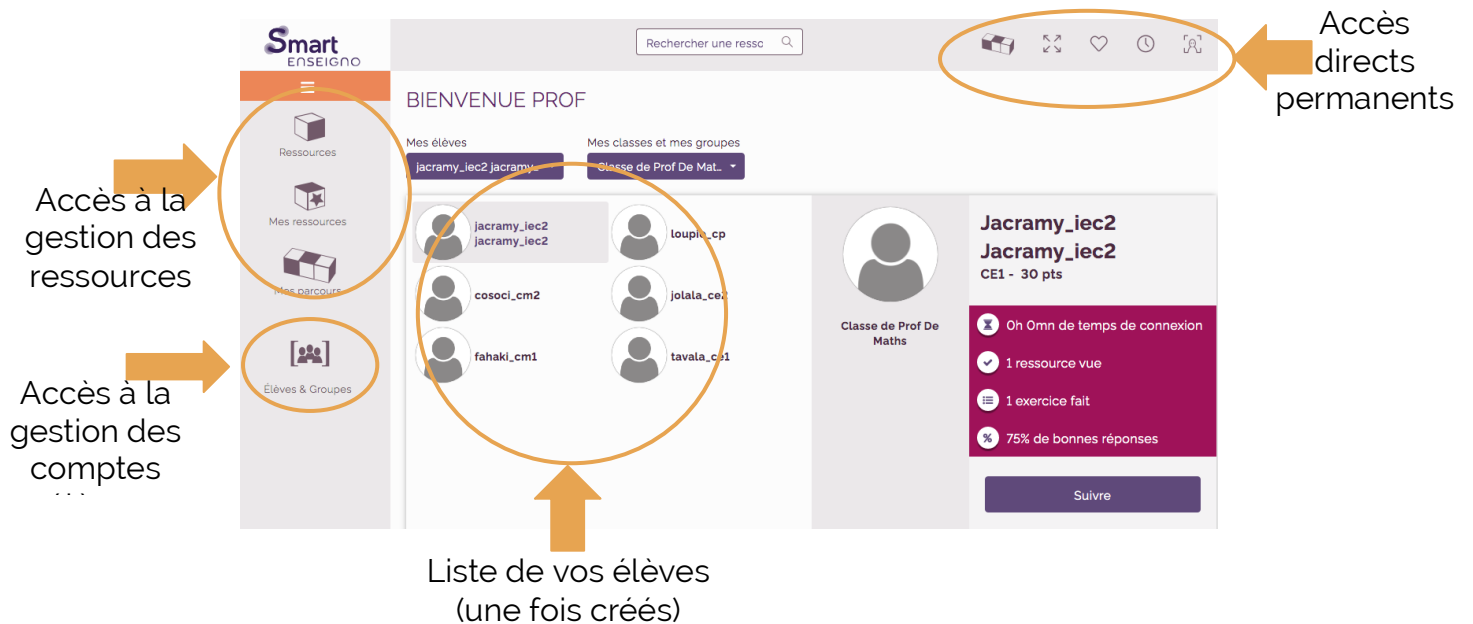 Smart
ENSEIGNO
Rechercher une ressc
Accès
directs
permanents
BIENVENUE PROF
Mes élèves
Mes classes et mes groupes
jacramy_iec2 jacramy_
Classe de Prof De Mat..
Ressources
Mes ressources
Mes parcours
Élèves & Groupes
Accès à la
gestion des
ressources
Accès à la
gestion des
comptes
jacramy_iec2
jacramy_iec2
loupio_cp
cosoci_cm2
jolala_ce2
fahaki_cm1
tavala_ce1
Classe de Prof De
Maths
Jacramy_iec2
Jacramy_iec2
CE1 - 30 pts
0h 0mn de temps de connexion
1 ressource vue
1 exercice fait
75% de bonnes réponses
Suivre
Liste de vos élèves
(une fois créés)